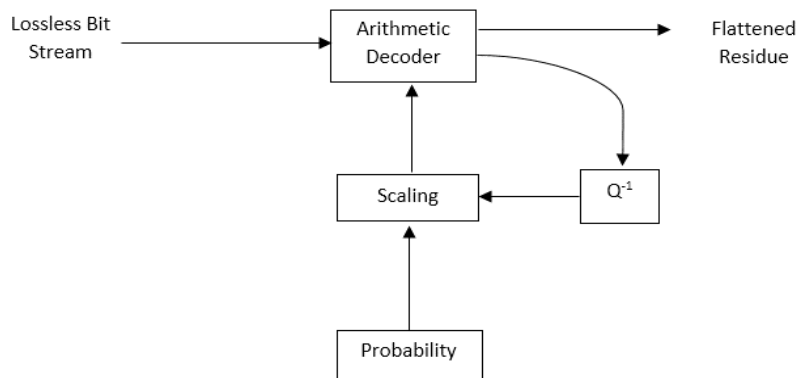 Lossless Bit
Stream
Arithmetic
Decoder
Flattened
Residue
Scaling
Q⁻¹
Probability